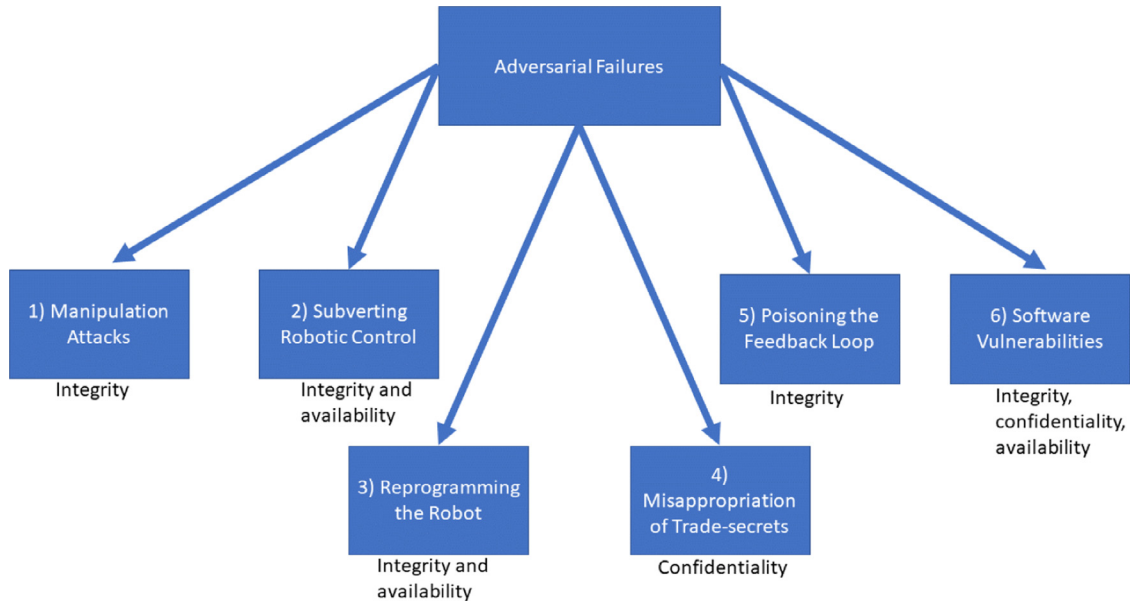 Adversarial Failures
1) Manipulation
Attacks
Integrity
2) Subverting
Robotic Control
Integrity and
availability
3) Reprogramming
the Robot
Integrity and
availability
4)
Misappropriation
of Trade-secrets
Confidentiality
5) Poisoning the
Feedback Loop
Integrity
6) Software
Vulnerabilities
Integrity,
confidentiality,
availability